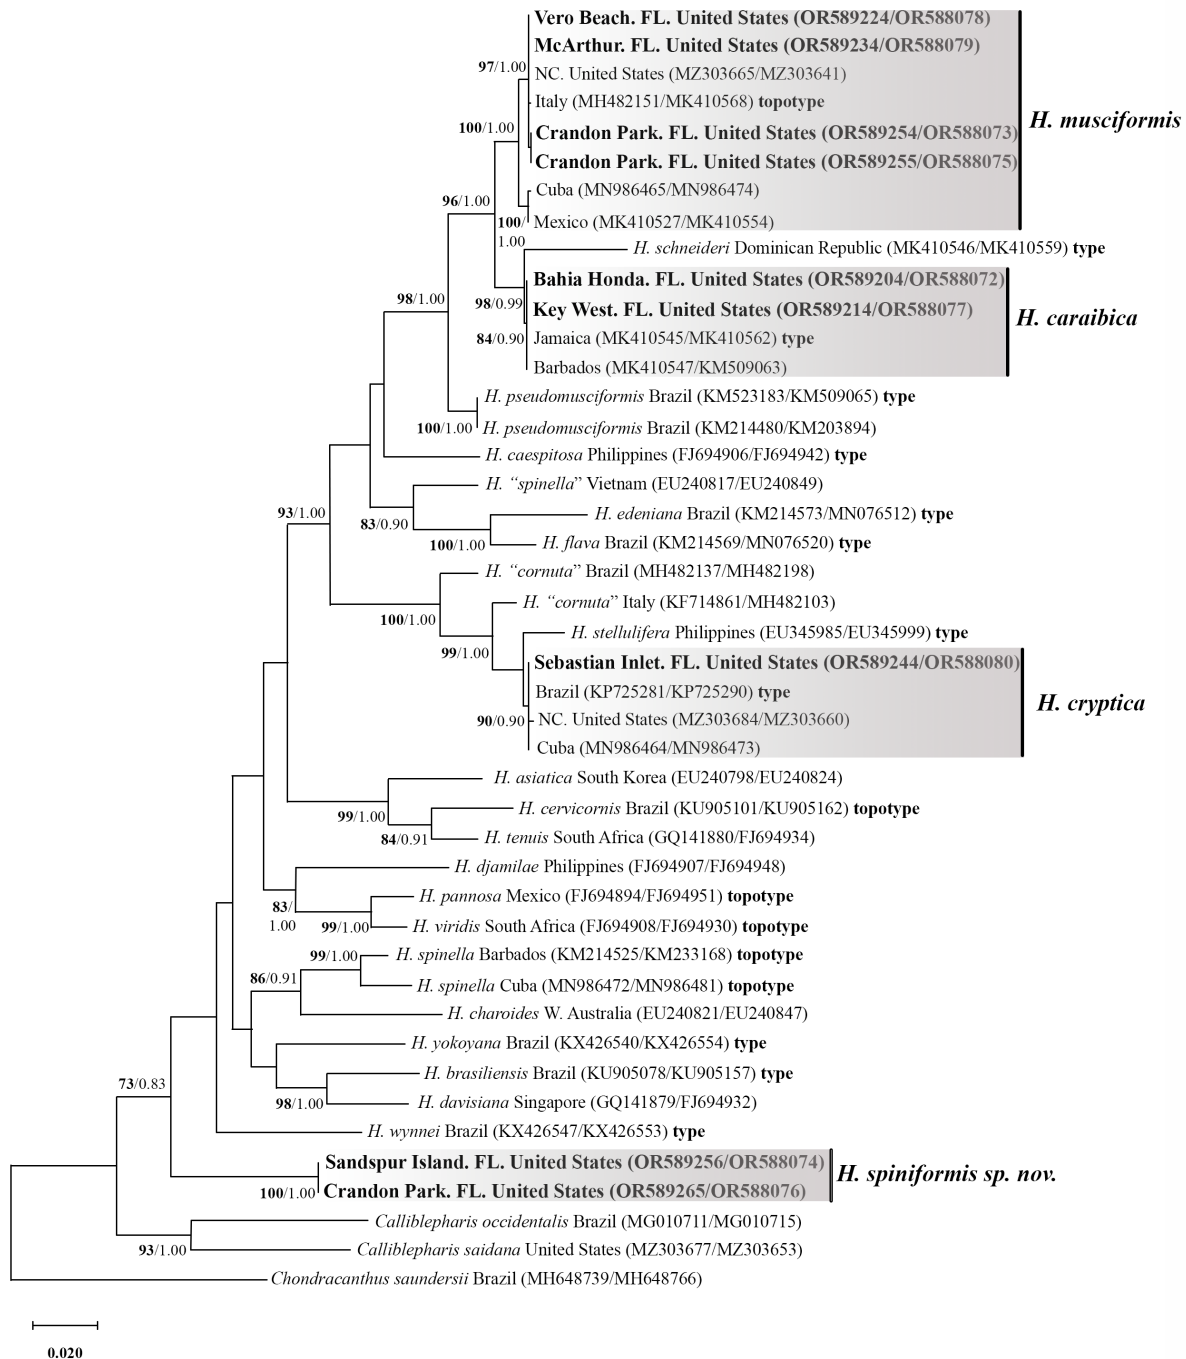 Vero Beach. FL. United States (OR589224/OR588078)
McArthur. FL. United States (OR589234/OR588079)
97/1.00
NC. United States (MZ303665/MZ303641)
Italy (MH482151/MK410568) topotype
H. musciformis
100/1.00
Crandon Park. FL. United States (OR589254/OR588073)
Crandon Park. FL. United States (OR589255/OR588075)
Cuba (MN986465/MN986474)
96/1.00
100/
1.00
Mexico (MK410527/MK410554)
H. schneideri Dominican Republic (MK410546/MK410559) type
Bahia Honda. FL. United States (OR589204/OR588072)
98/1.00
98/0.99
Key West. FL. United States (OR589214/OR588077)
H. caraibica
84/0.90
Jamaica (MK410545/MK410562) type
Barbados (MK410547/KM509063)
H. pseudomusciformis Brazil (KM523183/KM509065) type
100/1.00
H. pseudomusciformis Brazil (KM214480/KM203894)
H. caespitosa Philippines (FJ694906/FJ694942) type
H. “spinella” Vietnam (EU240817/EU240849)
93/1.00
83/0.90
H. edeniana Brazil (KM214573/MN076512) type
100/1.00
H. flava Brazil (KM214569/MN076520) type
H. “cornuta” Brazil (MH482137/MH482198)
H. “cornuta” Italy (KF714861/MH482103)
100/1.00
H. stellulifera Philippines (EU345985/EU345999) type
99/1.00
Sebastian Inlet. FL. United States (OR589244/OR588080)
Brazil (KP725281/KP725290) type
H. cryptica
90/0.90
NC. United States (MZ303684/MZ303660)
Cuba (MN986464/MN986473)
H. asiatica South Korea (EU240798/EU240824)
99/1.00
H. cervicornis Brazil (KU905101/KU905162) topotype
84/0.91
H. tenuis South Africa (GQ141880/FJ694934)
H. djamilae Philippines (FJ694907/FJ694948)
83/
1.00
H. pannosa Mexico (FJ694894/FJ694951) topotype
99/1.00
H. viridis South Africa (FJ694908/FJ694930) topotype
99/1.00
H. spinella Barbados (KM214525/KM233168) topotype
86/0.91
H. spinella Cuba (MN986472/MN986481) topotype
H. charoides W. Australia (EU240821/EU240847)
H. yokoyana Brazil (KX426540/KX426554) type
73/0.83
H. brasiliensis Brazil (KU905078/KU905157) type
98/1.00
H. davisiana Singapore (GQ141879/FJ694932)
H. wynnei Brazil (KX426547/KX426553) type
Sandspur Island. FL. United States (OR589256/OR588074)
H. spiniformis sp. nov.
100/1.00
Crandon Park. FL. United States (OR589265/OR588076)
Calliblepharis occidentalis Brazil (MG010711/MG010715)
93/1.00
Calliblepharis saidana United States (MZ303677/MZ303653)
Chondracanthus saundersii Brazil (MH648739/MH648766)
0.020